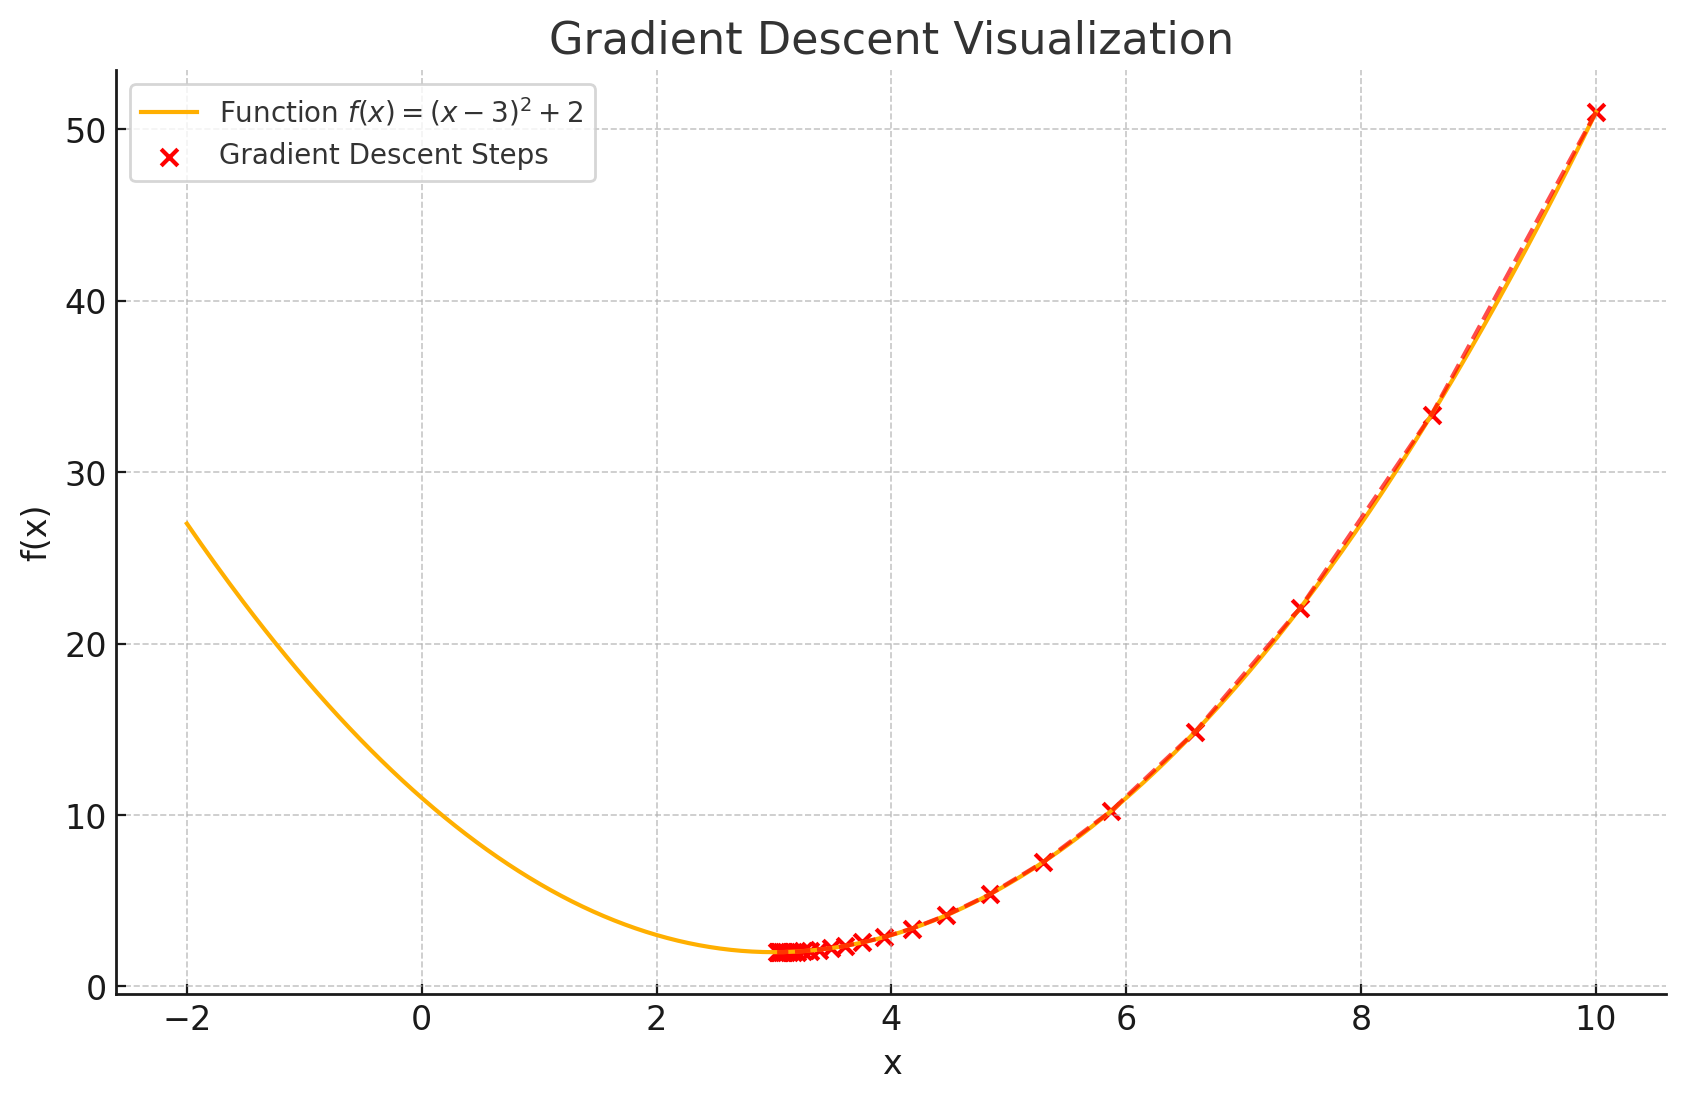 Gradient Descent Visualization
Function f(x) = (x − 3)² + 2
Gradient Descent Steps
50
40
30
20
10
0
f(x)
−2 0 2 4 6 8 10
x